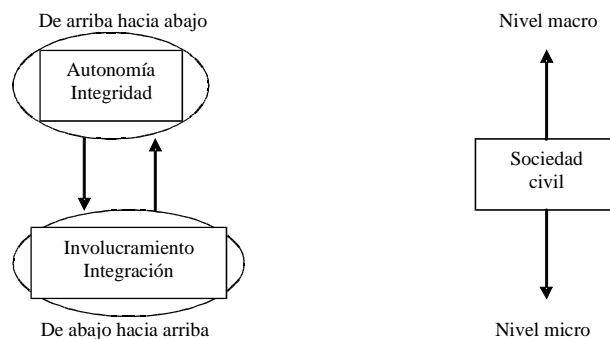 De arriba hacia abajo
Autonomía
Integridad
Involucramiento
Integración
De abajo hacia arriba
Nivel macro
Sociedad
civil
Nivel micro